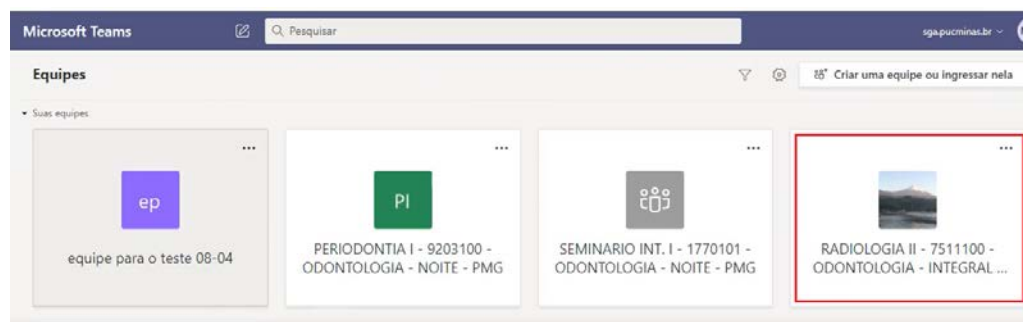 Microsoft Teams
Pesquisar
sga.pucminas.br
Equipes
Criar uma equipe ou ingressar nela
Suas equipes
ep
equipe para o teste 08-04
PI
PERIODONTIA I - 9203100 -
ODONTOLOGIA - NOITE - PMG
SEMINARIO INT. I - 1770101 -
ODONTOLOGIA - NOITE - PMG
RADIOLOGIA II - 7511100 -
ODONTOLOGIA - INTEGRAL ...